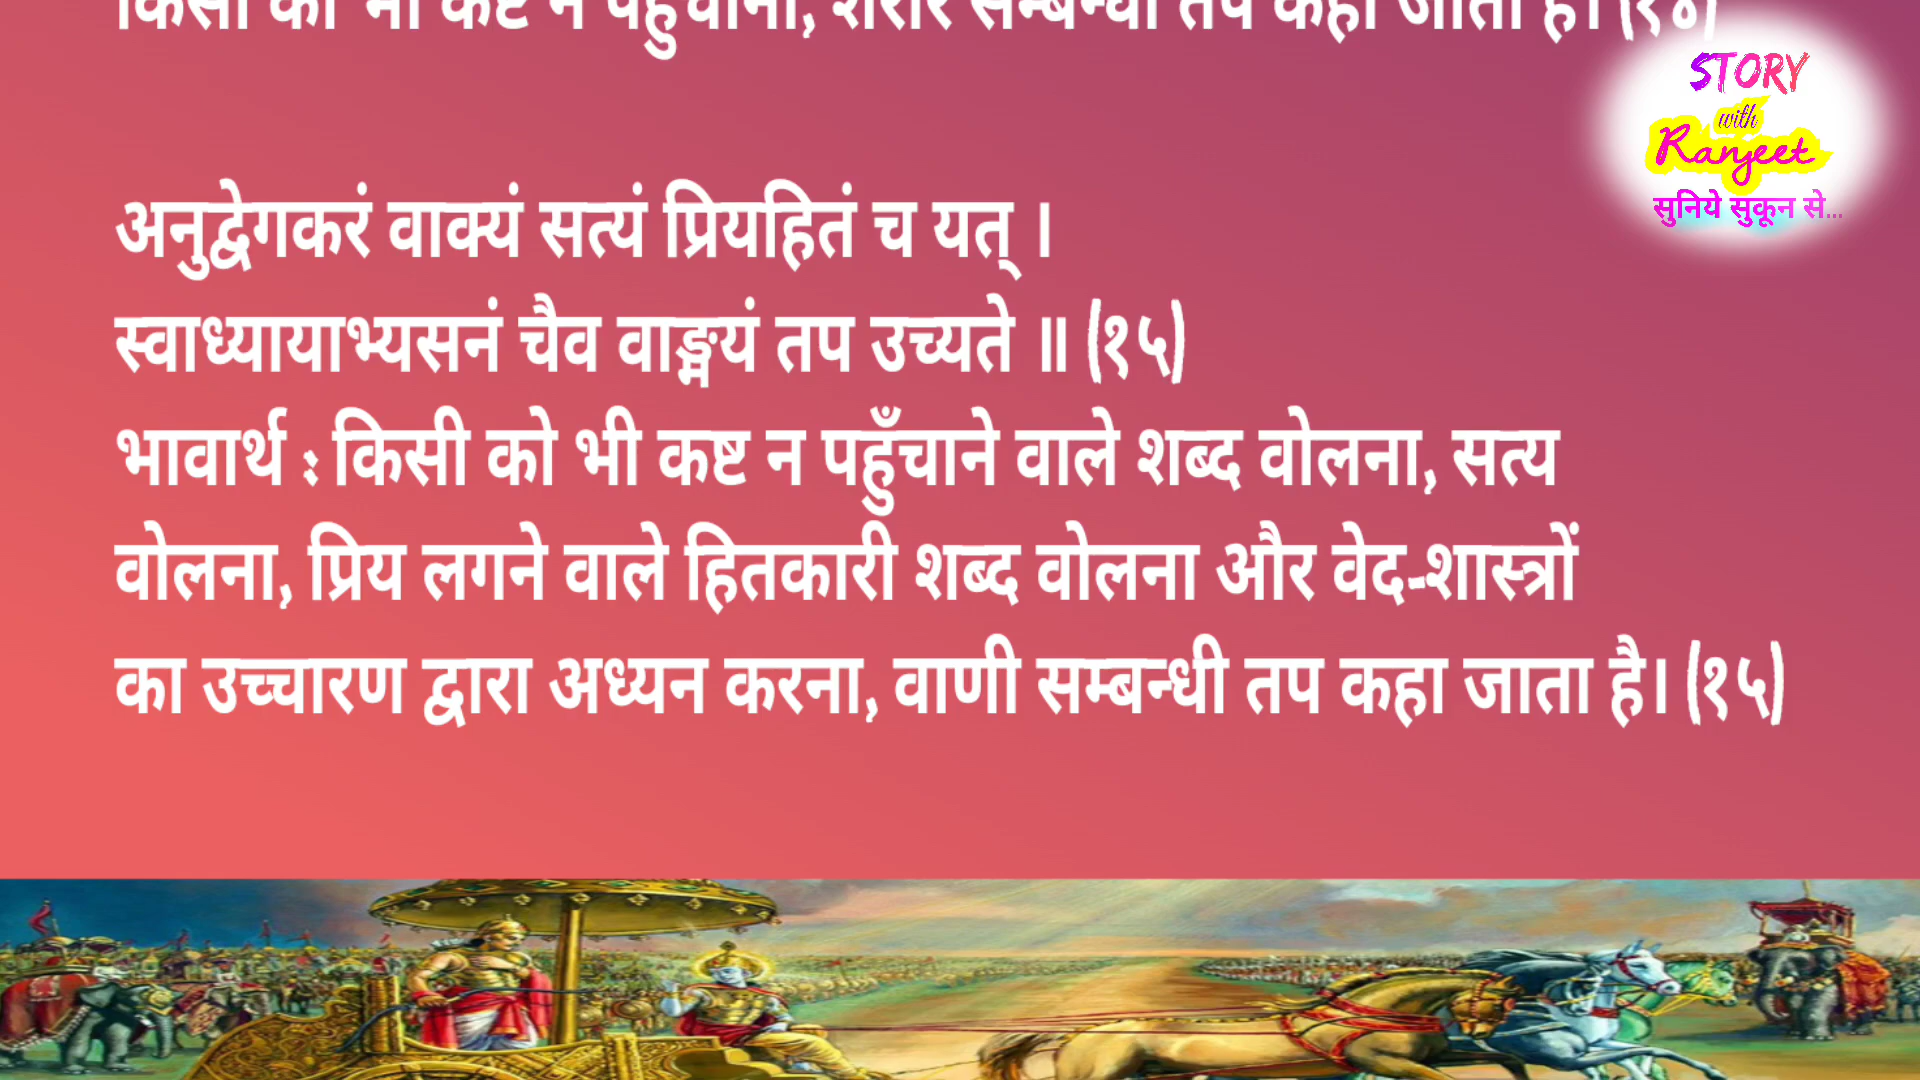 किसी को भी कष्ट न पहुँचाना, शरीर सम्बन्धी तप कहा जाता है। (१४)
STORY
with
Ranjeet
सुनिये सुकून से...
अनुद्वेगकरं वाक्यं सत्यं प्रियहितं च यत् ।
स्वाध्यायाभ्यसनं चैव वाङ्मयं तप उच्यते ॥ (१५)
भावार्थ : किसी को भी कष्ट न पहुँचाने वाले शब्द वोलना, सत्य
वोलना, प्रिय लगने वाले हितकारी शब्द वोलना और वेद-शास्त्रों
का उच्चारण द्वारा अध्यन करना, वाणी सम्बन्धी तप कहा जाता है। (१५)